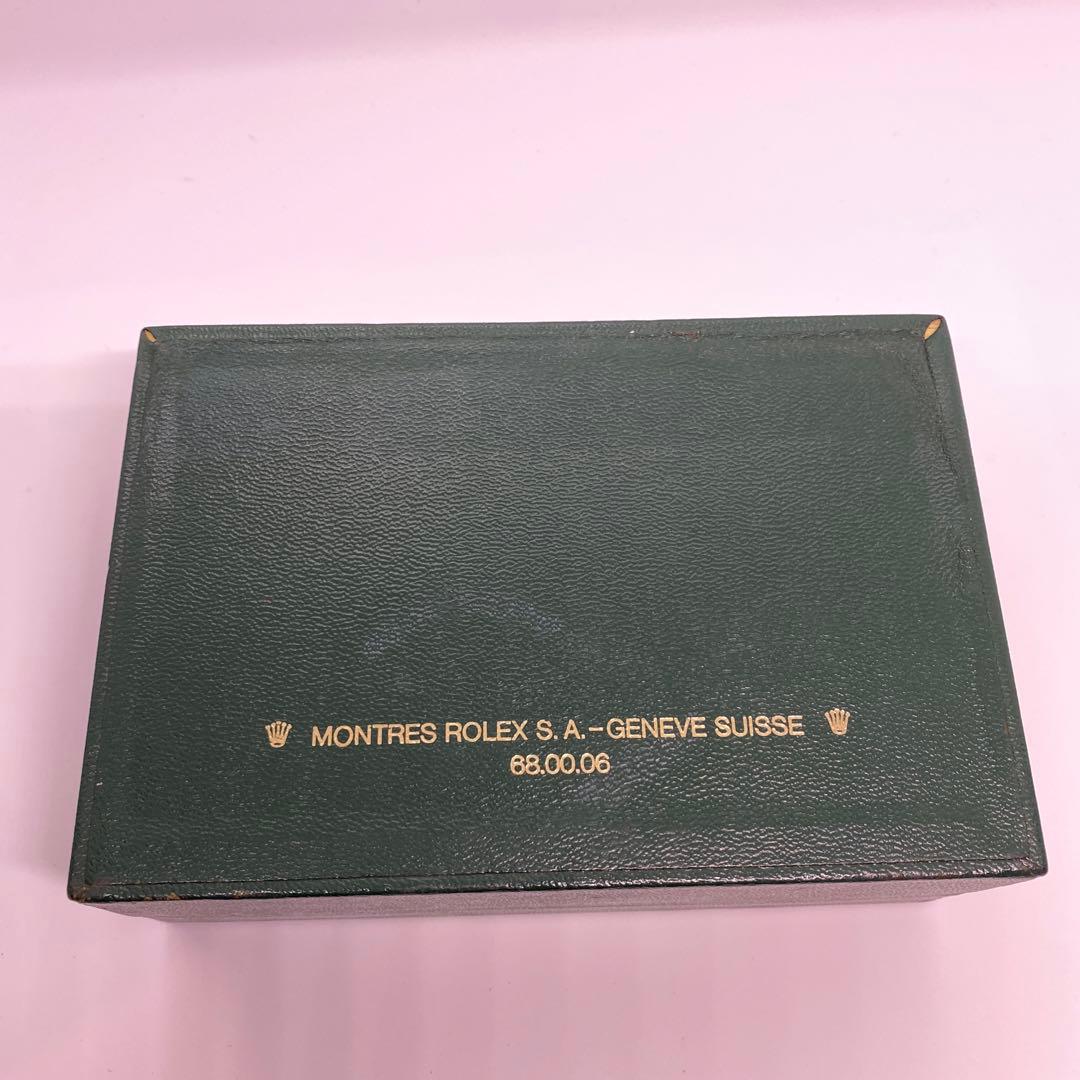 MONTRES ROLEX S. A.-GENEVE SUISSE
68.00.06